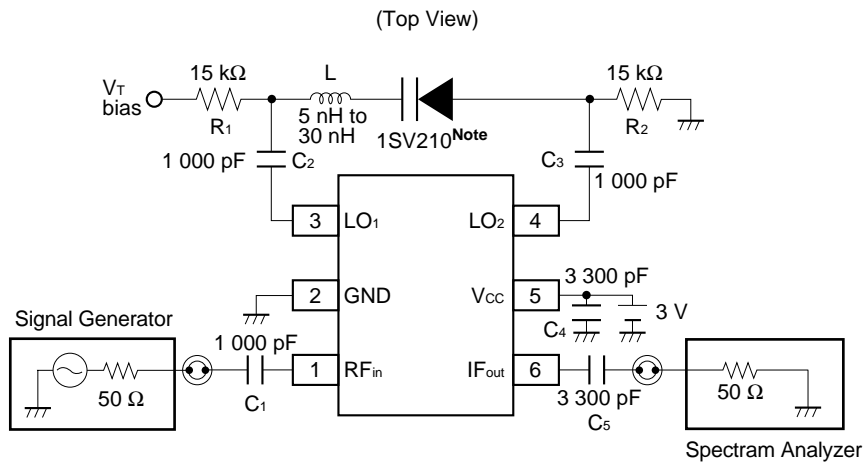 (Top View)
VT
bias
15 kΩ
R1
L
5 nH to
30 nH
1SV210Note
15 kΩ
R2
1 000 pF
C2
C3
1 000 pF
3
LO1
LO2
4
2
GND
VCC
5
3 300 pF
C4
3 V
Signal Generator
50 Ω
1 000 pF
C1
1
RFin
IFout
6
3 300 pF
C5
50 Ω
Spectram Analyzer